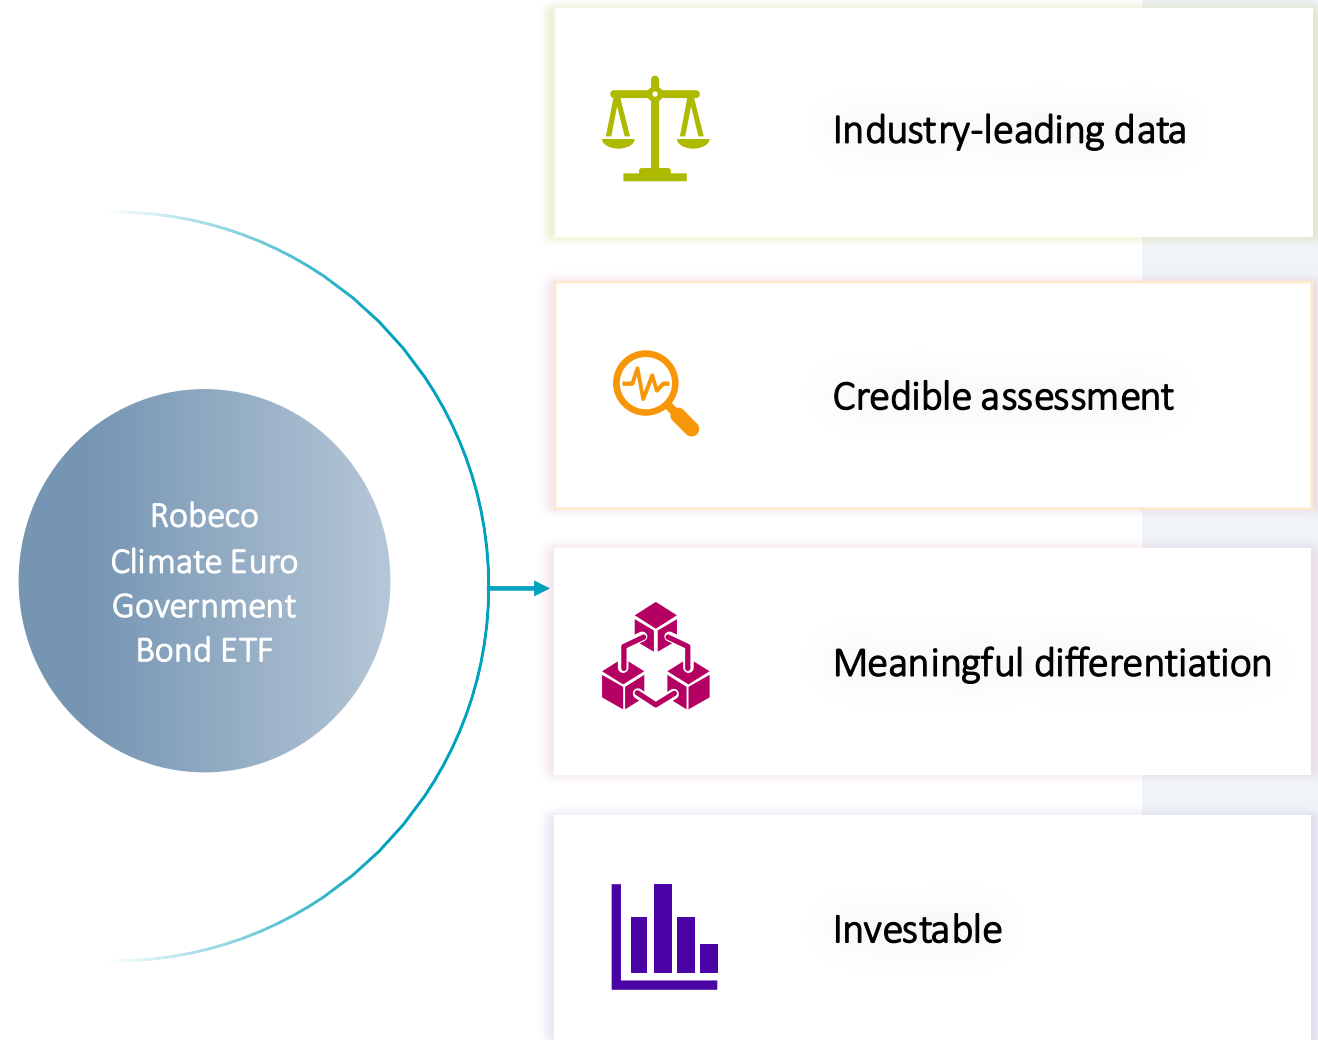 Robeco
Climate Euro
Government
Bond ETF
Industry-leading data
Credible assessment
Meaningful differentiation
Investable